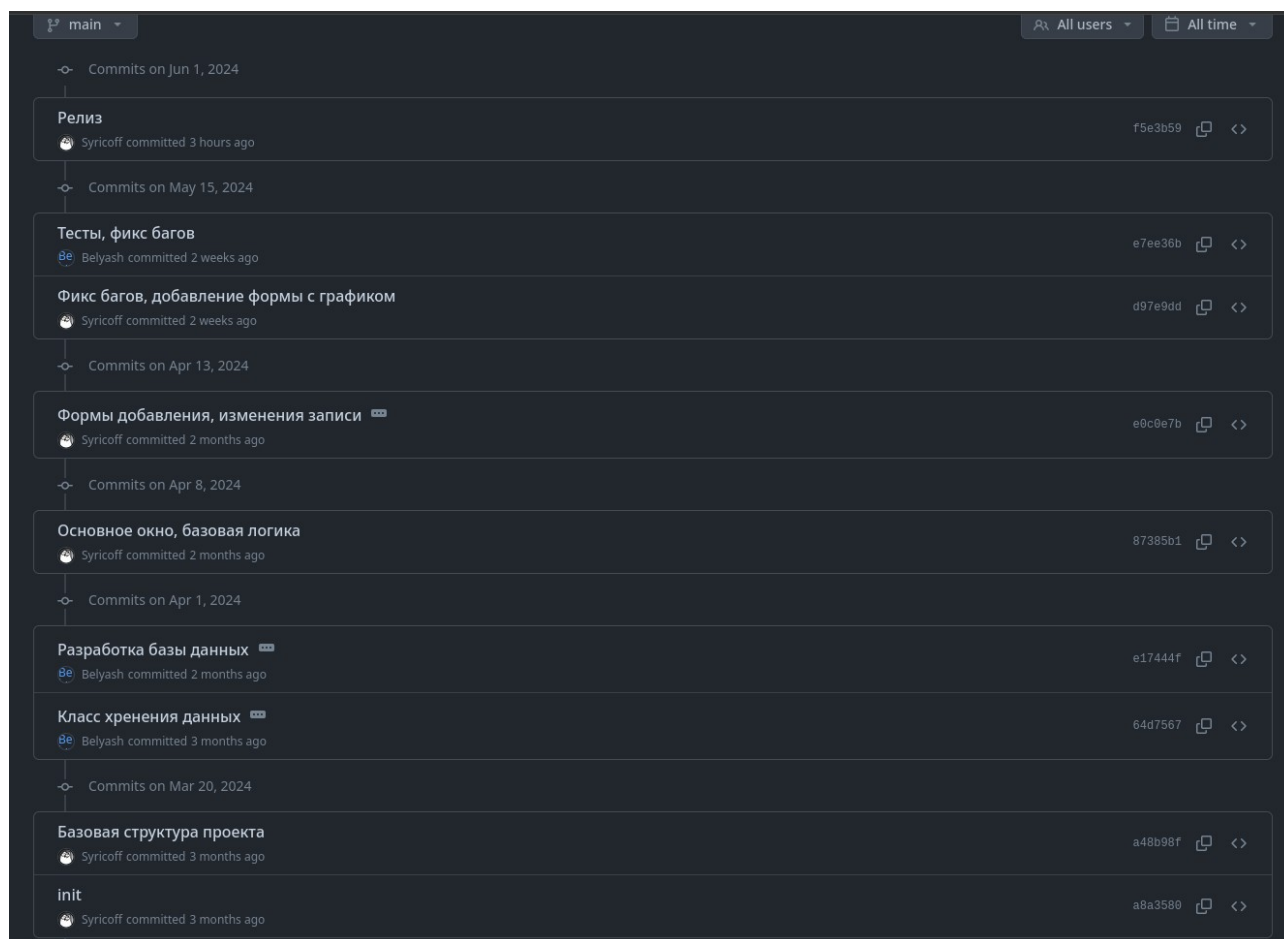 main
All users
All time
Commits on Jun 1, 2024
Релиз
f5e3b59
Syricoff committed 3 hours ago
Commits on May 15, 2024
Тесты, фикс багов
e7ee36b
Be Belyash committed 2 weeks ago
Фикс багов, добавление формы с графиком
d97e9dd
Syricoff committed 2 weeks ago
Commits on Apr 13, 2024
Формы добавления, изменения записи
e0c0e7b
Syricoff committed 2 months ago
Commits on Apr 8, 2024
Основное окно, базовая логика
87385b1
Syricoff committed 2 months ago
Commits on Apr 1, 2024
Разработка базы данных
e17444f
Be Belyash committed 2 months ago
Класс хренения данных
64d7567
Be Belyash committed 3 months ago
Commits on Mar 20, 2024
Базовая структура проекта
a48b98f
Syricoff committed 3 months ago
init
a8a3580
Syricoff committed 3 months ago